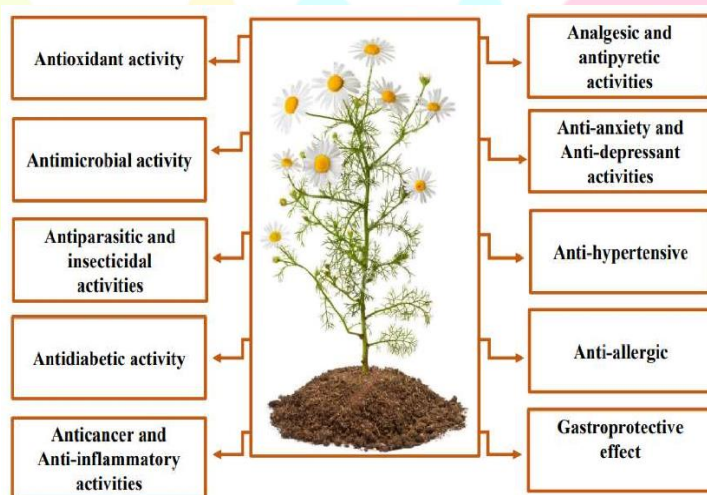 Antioxidant activity
Antimicrobial activity
Antiparasitic and
insecticidal
activities
Antidiabetic activity
Anticancer and
Anti-inflammatory
activities
Analgesic and
antipyretic
activities
Anti-anxiety and
Anti-depressant
activities
Anti-hypertensive
Anti-allergic
Gastroprotective
effect